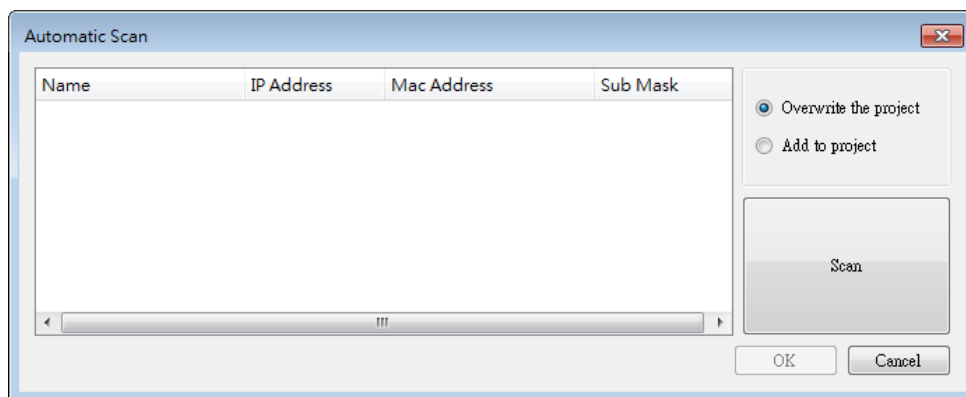 Automatic Scan
Name IP Address Mac Address Sub Mask
Overwrite the project
Add to project
Scan
OK Cancel